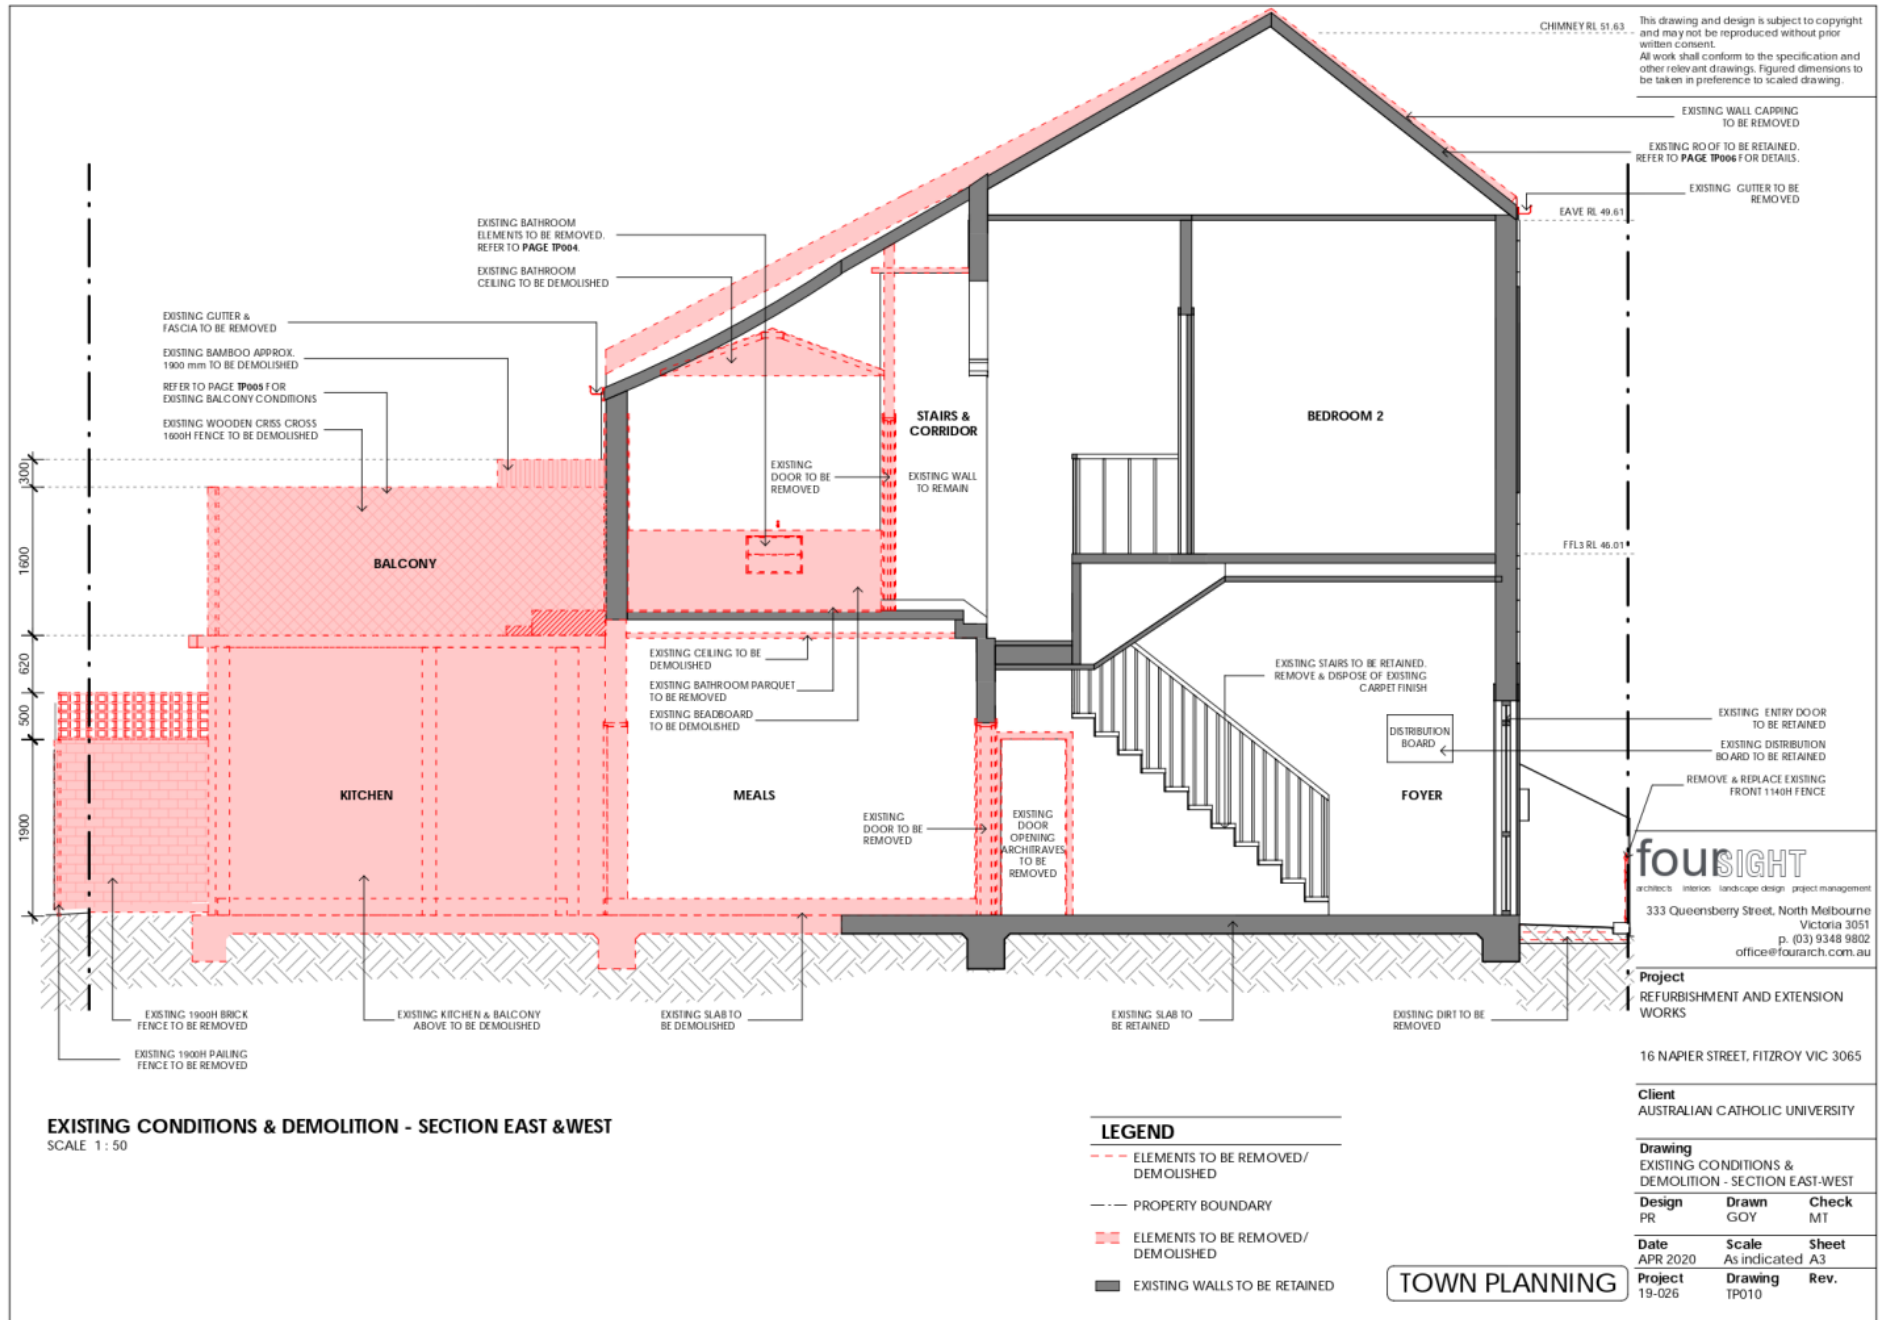 CHIMNEY RL 51.63
This drawing and design is subject to copyright
and may not be reproduced without prior
written consent.
All work shall conform to the specification and
other relevant drawings. Figured dimensions to
be taken in preference to scaled drawing.
EXISTING WALL CAPPING
TO BE REMOVED
EXISTING ROOF TO BE RETAINED.
REFER TO PAGE TP006 FOR DETAILS.
EXISTING GUTTER TO BE
REMOVED
EAVE RL 49.61
EXISTING BATHROOM
ELEMENTS TO BE REMOVED.
REFER TO PAGE TP004.
EXISTING BATHROOM
CEILING TO BE DEMOLISHED
EXISTING GUTTER &
FASCIA TO BE REMOVED
EXISTING BAMBOO APPROX.
1900 mm TO BE DEMOLISHED
REFER TO PAGE TP005 FOR
EXISTING BALCONY CONDITIONS
EXISTING WOODEN CRISS CROSS
1600H FENCE TO BE DEMOLISHED
STAIRS &
CORRIDOR
BEDROOM 2
EXISTING
DOOR TO BE
REMOVED
EXISTING WALL
TO REMAIN
300
1600
620
500
1900
BALCONY
FFL3 RL 46.01
EXISTING CEILING TO BE
DEMOLISHED
EXISTING BATHROOM PARQUET
TO BE REMOVED
EXISTING BEADBOARD
TO BE DEMOLISHED
EXISTING STAIRS TO BE RETAINED.
REMOVE & DISPOSE OF EXISTING
CARPET FINISH
DISTRIBUTION
BOARD
EXISTING ENTRY DOOR
TO BE RETAINED
EXISTING DISTRIBUTION
BOARD TO BE RETAINED
REMOVE & REPLACE EXISTING
FRONT 1140H FENCE
KITCHEN
MEALS
FOYER
EXISTING
DOOR TO BE
REMOVED
EXISTING
DOOR
OPENING
ARCHITRAVES
TO BE
REMOVED
fourSIGHT
architects interiors landscape design project management
333 Queensberry Street, North Melbourne
Victoria 3051
p. (03) 9348 9802
office@fourarch.com.au
EXISTING 1900H BRICK
FENCE TO BE REMOVED
EXISTING 1900H PAILING
FENCE TO BE REMOVED
EXISTING KITCHEN & BALCONY
ABOVE TO BE DEMOLISHED
EXISTING SLAB TO
BE DEMOLISHED
EXISTING SLAB TO
BE RETAINED
EXISTING DIRT TO BE
REMOVED
Project
REFURBISHMENT AND EXTENSION
WORKS
16 NAPIER STREET, FITZROY VIC 3065
Client
AUSTRALIAN CATHOLIC UNIVERSITY
Drawing
EXISTING CONDITIONS &
DEMOLITION - SECTION EAST-WEST
Design Drawn Check
PR GOY MT
Date Scale Sheet
APR 2020 As indicated A3
Project Drawing Rev.
19-026 TP010
EXISTING CONDITIONS & DEMOLITION - SECTION EAST &WEST
SCALE 1 : 50
LEGEND
ELEMENTS TO BE REMOVED/
DEMOLISHED
PROPERTY BOUNDARY
ELEMENTS TO BE REMOVED/
DEMOLISHED
EXISTING WALLS TO BE RETAINED
TOWN PLANNING